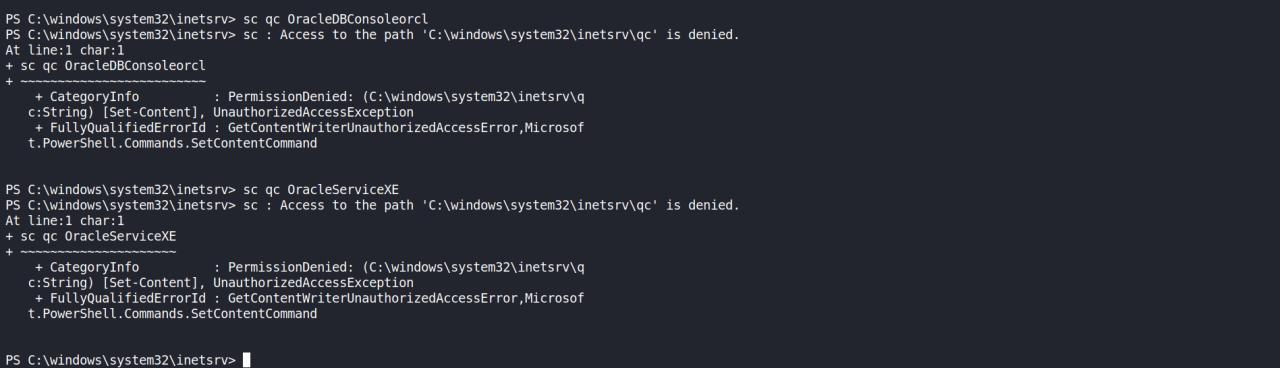 PS C:\windows\system32\inetsrv> sc qc OracleDBConsoleorcl
PS C:\windows\system32\inetsrv> sc : Access to the path 'C:\windows\system32\inetsrv\qc' is denied.
At line:1 char:1
+ sc qc OracleDBConsoleorcl
+ ~~~~~~~~~~~~~~~~~~~~~~~~~
    + CategoryInfo          : PermissionDenied: (C:\windows\system32\inetsrv\q
   c:String) [Set-Content], UnauthorizedAccessException
    + FullyQualifiedErrorId : GetContentWriterUnauthorizedAccessError,Microsof
   t.PowerShell.Commands.SetContentCommand

PS C:\windows\system32\inetsrv> sc qc OracleServiceXE
PS C:\windows\system32\inetsrv> sc : Access to the path 'C:\windows\system32\inetsrv\qc' is denied.
At line:1 char:1
+ sc qc OracleServiceXE
+ ~~~~~~~~~~~~~~~~~~~~~
    + CategoryInfo          : PermissionDenied: (C:\windows\system32\inetsrv\q
   c:String) [Set-Content], UnauthorizedAccessException
    + FullyQualifiedErrorId : GetContentWriterUnauthorizedAccessError,Microsof
   t.PowerShell.Commands.SetContentCommand

PS C:\windows\system32\inetsrv>